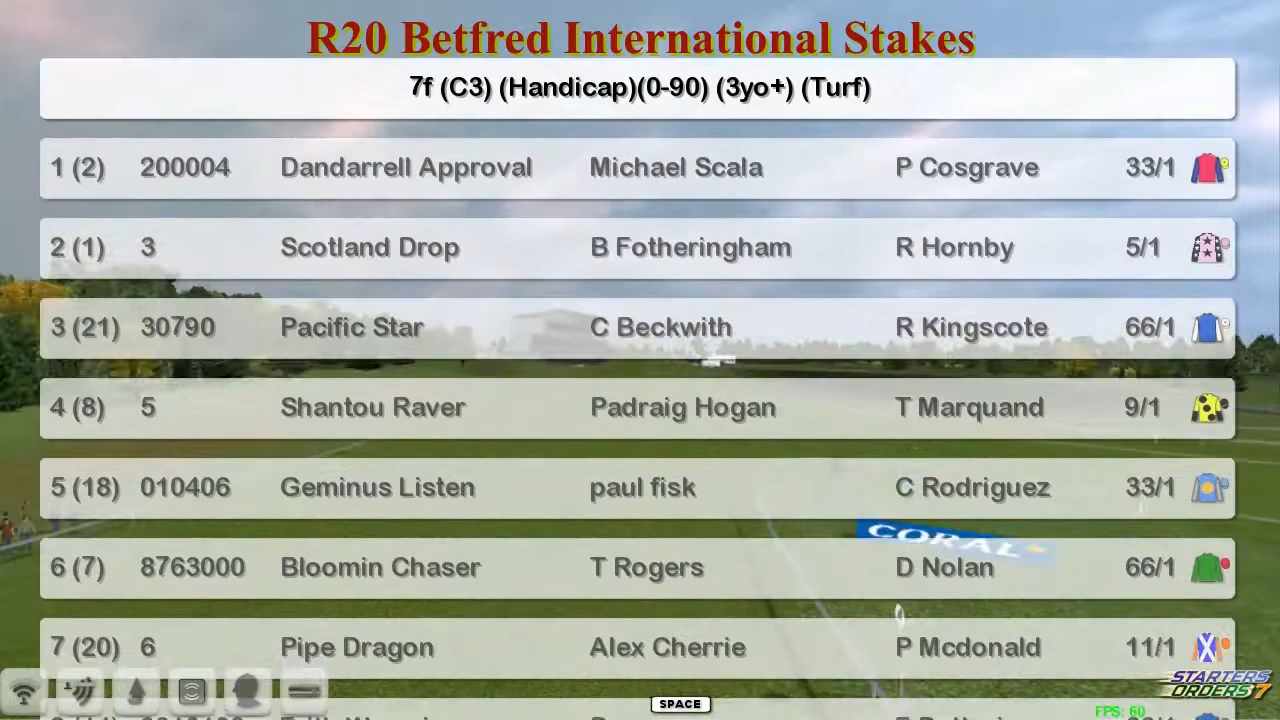 R20 Betfred International Stakes
7f (C3) (Handicap)(0-90) (3yo+) (Turf)
1 (2) 200004 Dandarrell Approval Michael Scala P Cosgrave 33/1
2 (1) 3 Scotland Drop B Fotheringham R Hornby 5/1
3 (21) 30790 Pacific Star C Beckwith R Kingscote 66/1
4 (8) 5 Shantou Raver Padraig Hogan T Marquand 9/1
5 (18) 010406 Geminus Listen paul fisk C Rodriguez 33/1
CORAL
6 (7) 8763000 Bloomin Chaser T Rogers D Nolan 66/1
7 (20) 6 Pipe Dragon Alex Cherrie P Mcdonald 11/1
STARTERS ORDERS 7
SPACE
FPS: 60